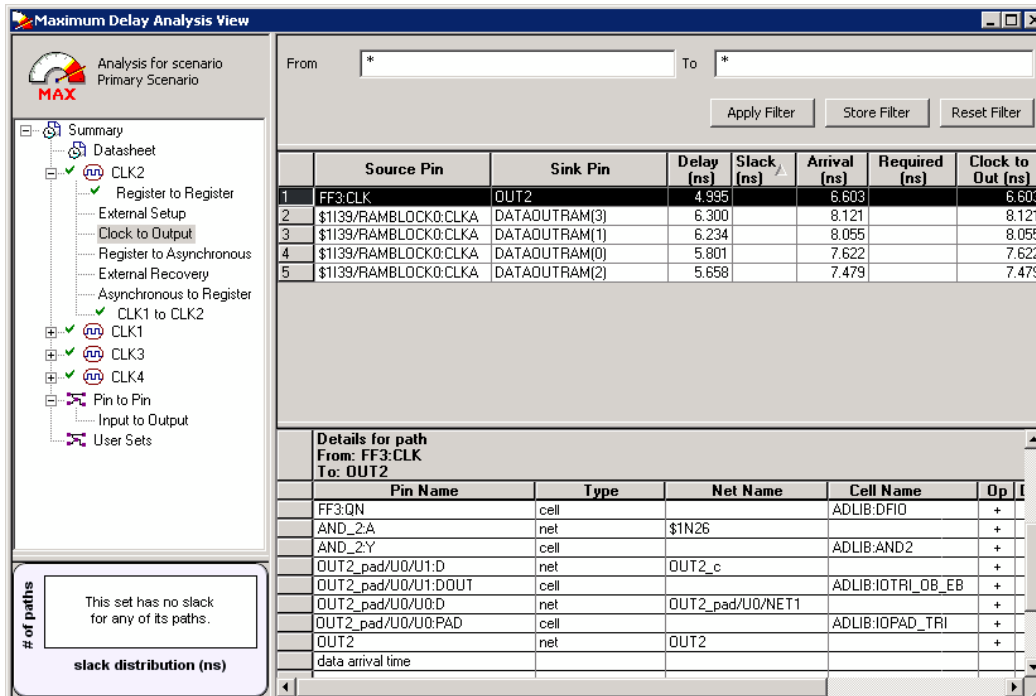 Maximum Delay Analysis View
MAX
Analysis for scenario
Primary Scenario
From * To *
Apply Filter Store Filter Reset Filter
Summary
Datasheet
CLK2
Register to Register
External Setup
Clock to Output
Register to Asynchronous
External Recovery
Asynchronous to Register
CLK1 to CLK2
CLK1
CLK3
CLK4
Pin to Pin
Input to Output
User Sets
# of paths
This set has no slack
for any of its paths.
slack distribution (ns)
Source Pin Sink Pin Delay (ns) Slack (ns) Arrival (ns) Required (ns) Clock to Out (ns)
1 FF3:CLK OUT2 4.995 6.603 6.603
2 $1I39/RAMBLOCK0:CLKA DATAOUTRAM(3) 6.300 8.121 8.121
3 $1I39/RAMBLOCK0:CLKA DATAOUTRAM(1) 6.234 8.055 8.055
4 $1I39/RAMBLOCK0:CLKA DATAOUTRAM(0) 5.801 7.622 7.622
5 $1I39/RAMBLOCK0:CLKA DATAOUTRAM(2) 5.658 7.479 7.479
Details for path
From: FF3:CLK
To: OUT2
Pin Name Type Net Name Cell Name Op
FF3:QN cell ADLIB:DFI0 +
AND_2:A net $1N26 +
AND_2:Y cell ADLIB:AND2 +
OUT2_pad/U0/U1:D net OUT2_c +
OUT2_pad/U0/U1:DOUT cell ADLIB:IOTRI_OB_EB +
OUT2_pad/U0/U0:D net OUT2_pad/U0/NET1 +
OUT2_pad/U0/U0:PAD cell ADLIB:IOPAD_TRI +
OUT2 net OUT2 +
data arrival time